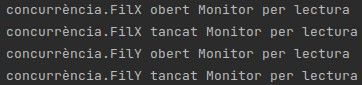 concurrència.FilX obert Monitor per lectura
concurrència.FilX tancat Monitor per lectura
concurrència.FilY obert Monitor per lectura
concurrència.FilY tancat Monitor per lectura